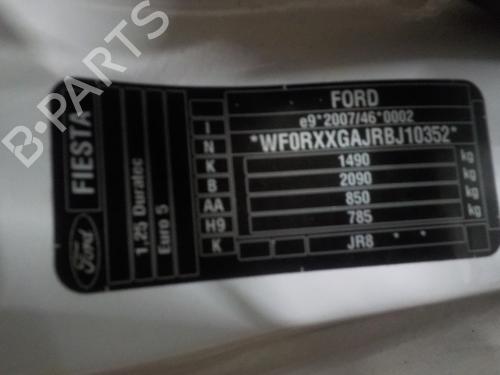 B-PARTS
FORD
e9*2007/46*0002
*WF0RXXGAJRBJ10352*
1490 kg
2090 kg
850 kg
785 kg
JR8
I
N
K
B
AA
H9
K
FIESTA
Ford
1.25 Duratec
Euro 5